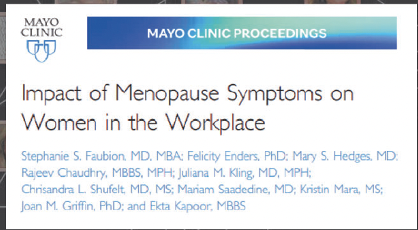 MAYO
CLINIC
MAYO CLINIC PROCEEDINGS
Impact of Menopause Symptoms on
Women in the Workplace
Stephanie S. Faubion, MD, MBA; Felicity Enders, PhD; Mary S. Hedges, MD;
Rajeev Chaudhry, MBBS, MPH; Juliana M. Kling, MD, MPH;
Chrisandra L. Shufelt, MD, MS; Mariam Saadedine, MD; Kristin Mara, MS;
Joan M. Griffin, PhD; and Ekta Kapoor, MBBS